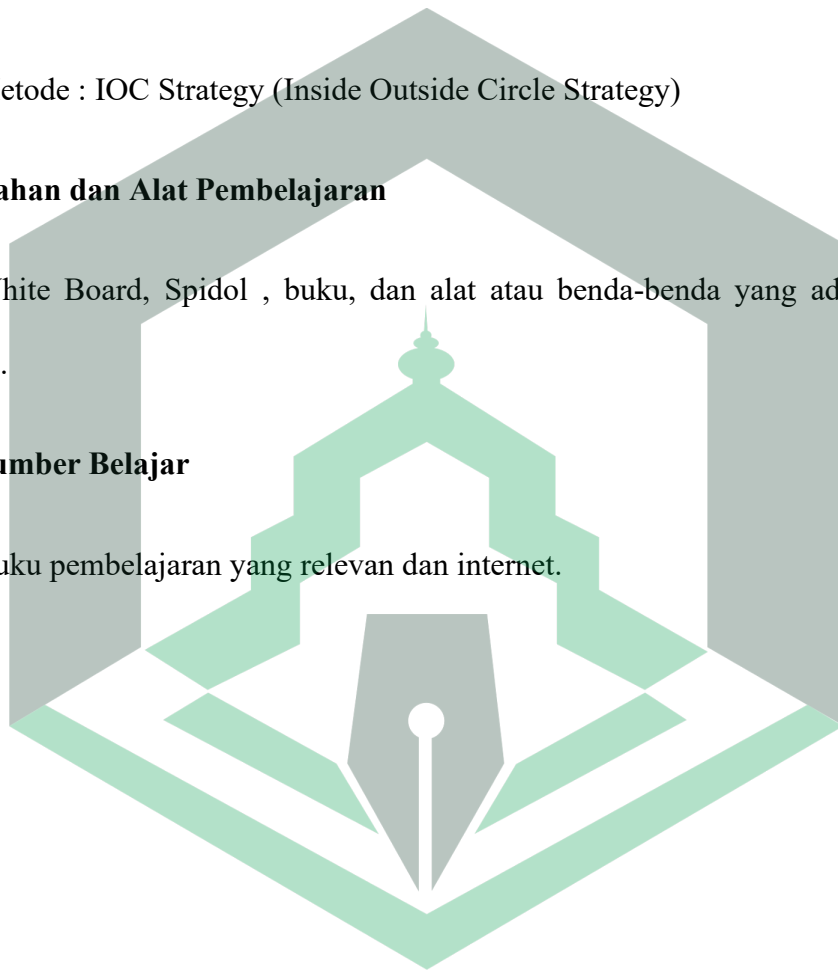 etode : IOC Strategy (Inside Outside Circle Strategy)
ahan dan Alat Pembelajaran
hite Board, Spidol , buku, dan alat atau benda-benda yang ad
.
umber Belajar
uku pembelajaran yang relevan dan internet.